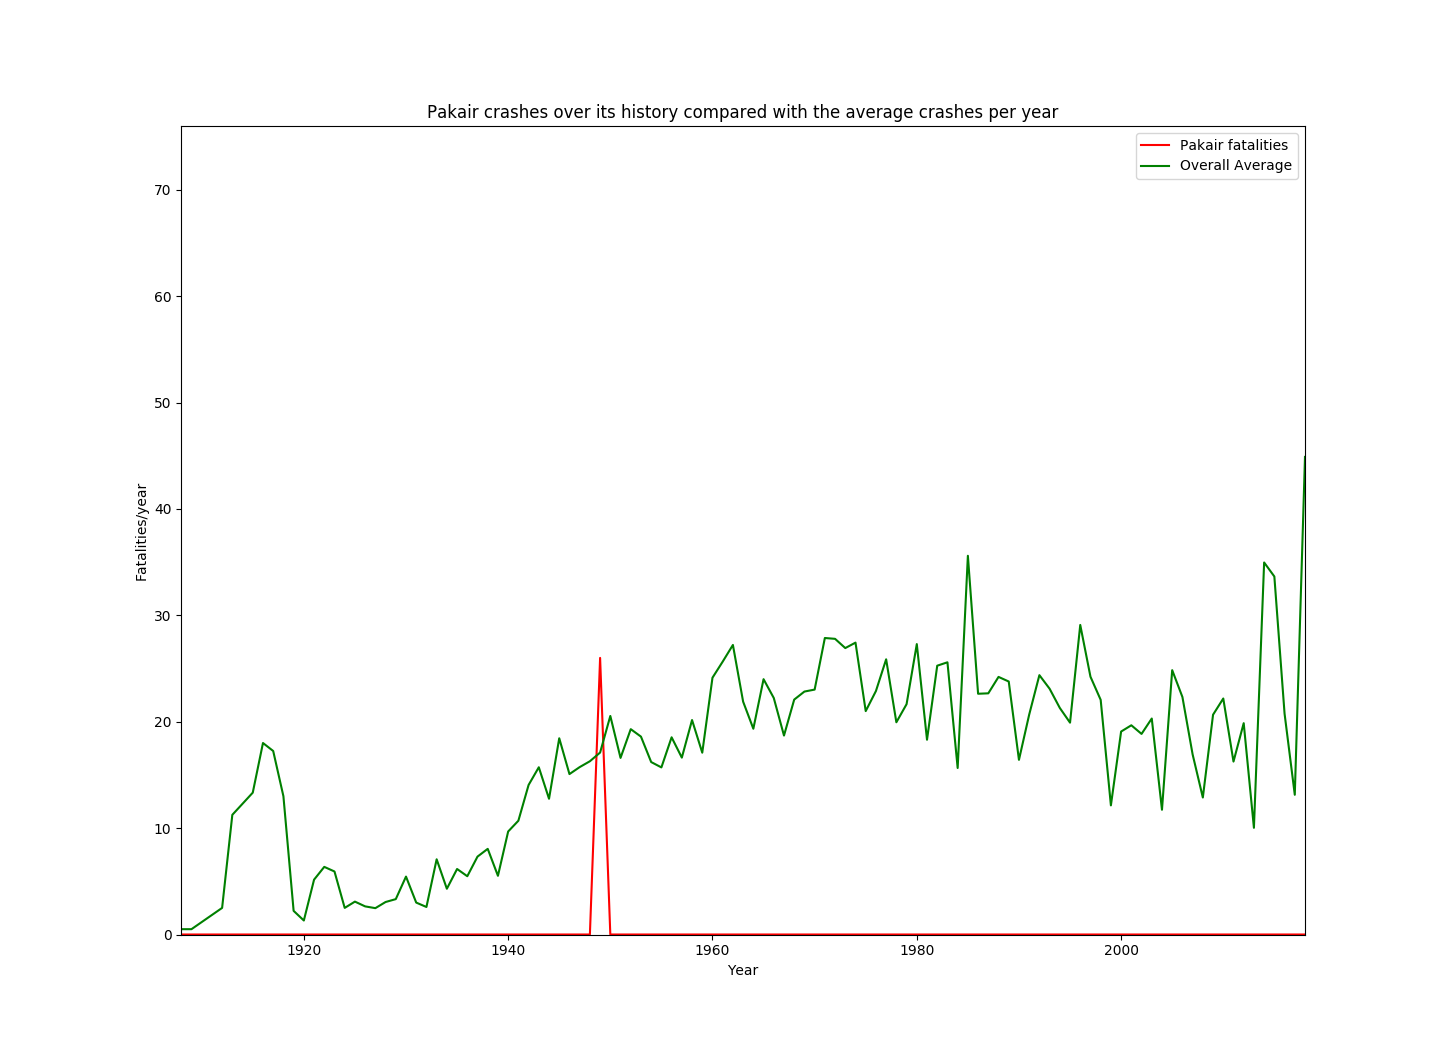 Pakair crashes over its history compared with the average crashes per year
Pakair fatalities
Overall Average
70
60
50
40
30
20
10
0
Fatalities/year
1920 1940 1960 1980 2000
Year